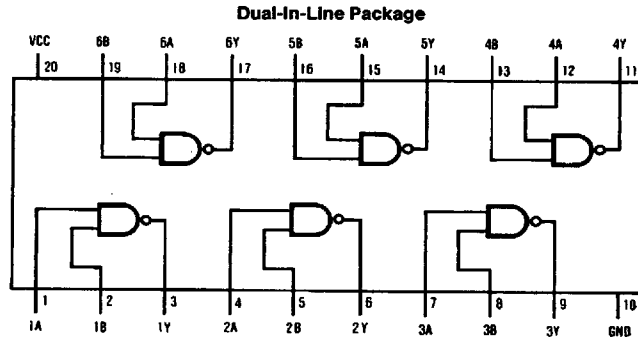 Dual-In-Line Package
VCC 6B 6A 6Y 5B 5A 5Y 4B 4A 4Y
20 19 18 17 16 15 14 13 12 11
1 2 3 4 5 6 7 8 9 10
1A 1B 1Y 2A 2B 2Y 3A 3B 3Y GND